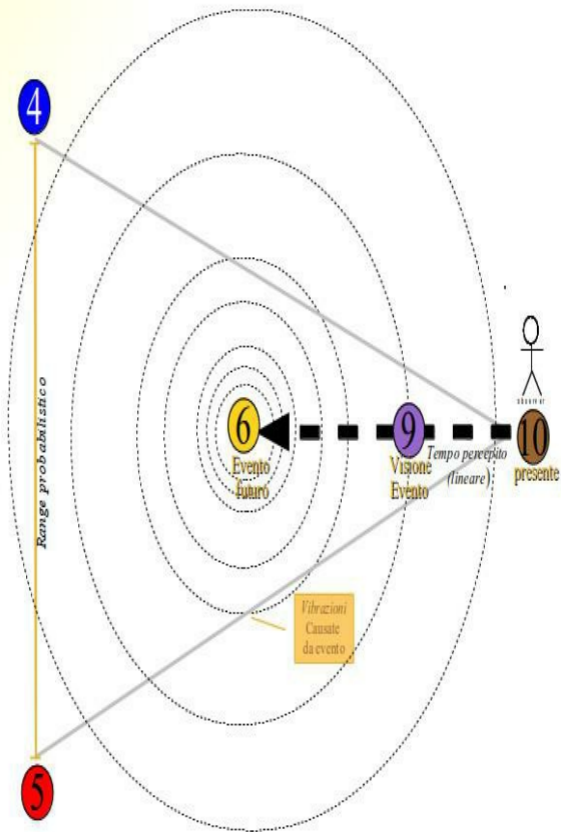 4
Range probabilistico
6
Evento
futuro
9
Visione
Evento
Tempo percepito
(lineare)
10
presente
Vibrazioni
Causate
da evento
5